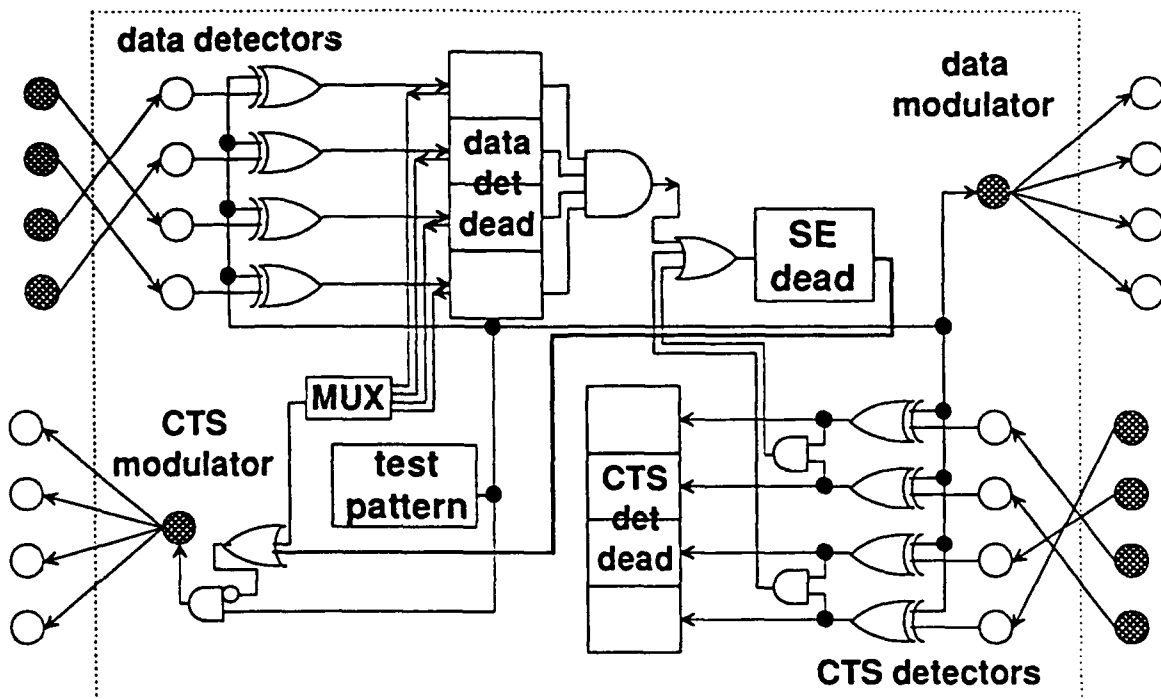 data detectors
data
modulator
data
det
dead
SE
dead
MUX
CTS
modulator
test
pattern
CTS
det
dead
CTS detectors